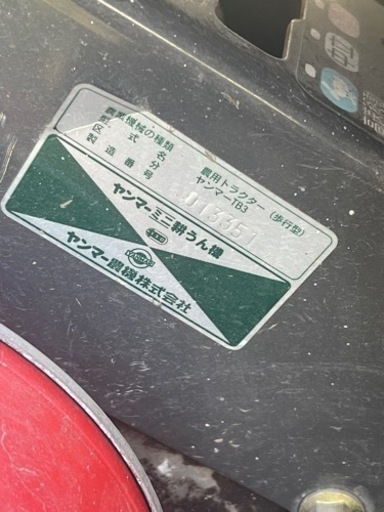 農業機械の種類 農用トラクター (歩行型)
型式名 ヤンマーTB3
区分
製造番号 013351
ヤンマーミニ耕うん機
ヤンマー農機株式会社